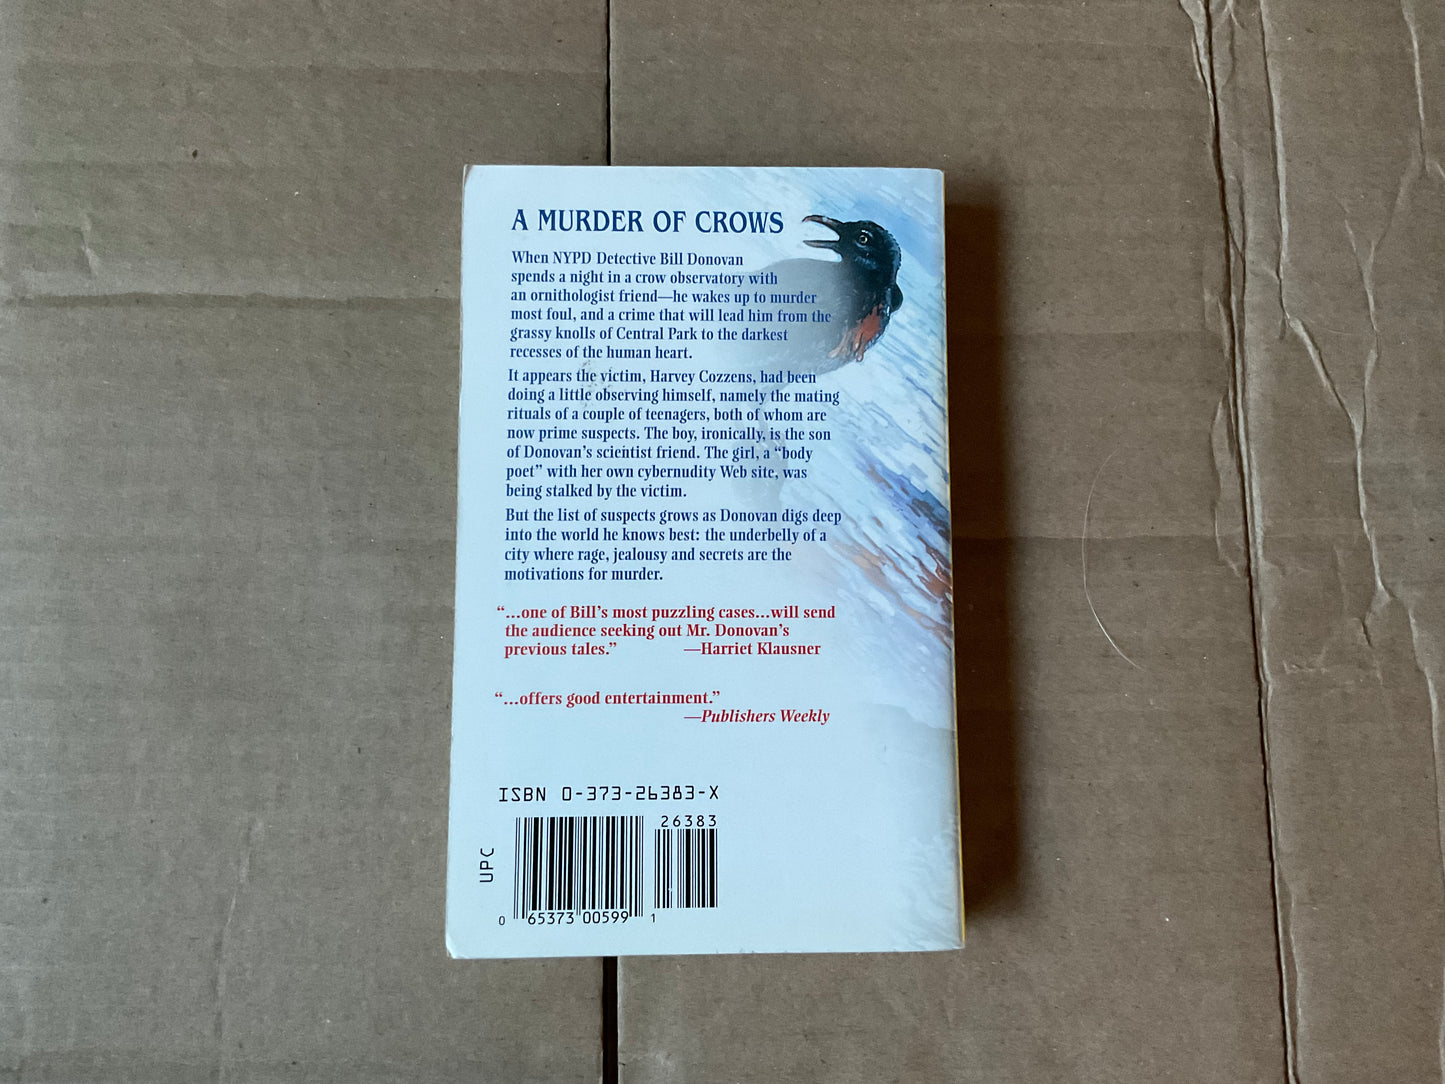 A MURDER OF CROWS
When NYPD Detective Bill Donovan
spends a night in a crow observatory with
an ornithologist friend—he wakes up to murder
most foul, and a crime that will lead him from the
grassy knolls of Central Park to the darkest
recesses of the human heart.
It appears the victim, Harvey Cozzens, had been
doing a little observing himself, namely the mating
rituals of a couple of teenagers, both of whom are
now prime suspects. The boy, ironically, is the son
of Donovan's scientist friend. The girl, a “body
poet” with her own cybernudity Web site, was
being stalked by the victim.
But the list of suspects grows as Donovan digs deep
into the world he knows best: the underbelly of a
city where rage, jealousy and secrets are the
motivations for murder.
“...one of Bill's most puzzling cases...will send
the audience seeking out Mr. Donovan's
previous tales.” —Harriet Klausner
“...offers good entertainment.”
—Publishers Weekly
ISBN 0-373-26383-X
26383
UPC
0 65373 00599 1